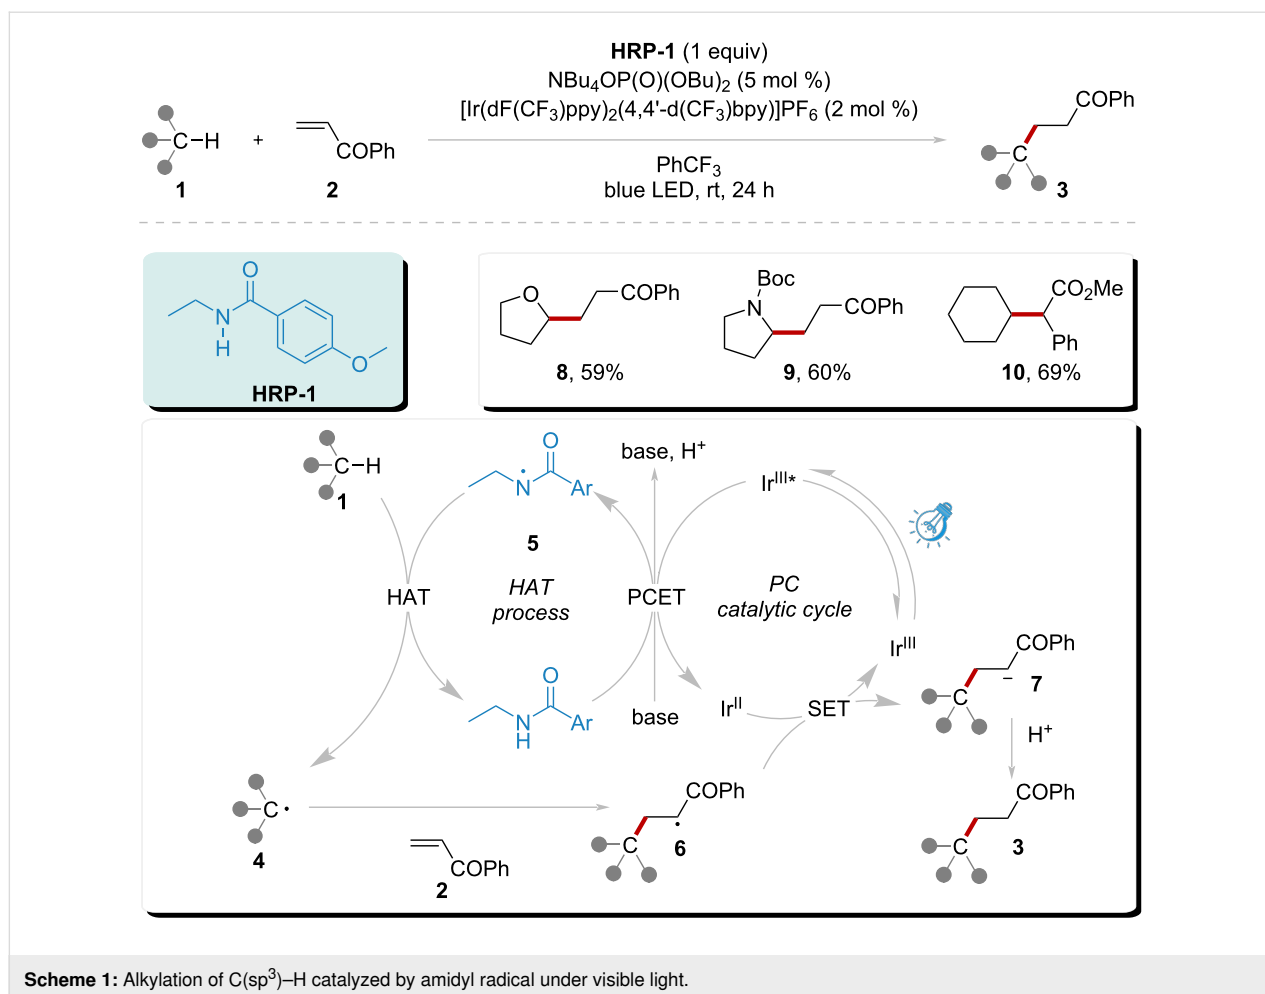 HRP-1 (1 equiv)
NBu4OP(O)(OBu)2 (5 mol %)
[Ir(dF(CF3)ppy)2(4,4'-d(CF3)bpy)]PF6 (2 mol %)
C–H
+
COPh
COPh
PhCF3
blue LED, rt, 24 h
C
1
2
3
O
N
H
O
HRP-1
O
COPh
8, 59%
Boc
N
COPh
9, 60%
CO2Me
Ph
10, 69%
C–H
1
O
N
Ar
5
base, H+
IrIII*
HAT
HAT
process
PCET
PC
catalytic cycle
IrIII
O
N
H
Ar
base
IrII
SET
COPh
C
–
7
H+
C
4
COPh
2
COPh
C
6
COPh
C
3
Scheme 1: Alkylation of C(sp3)–H catalyzed by amidyl radical under visible light.